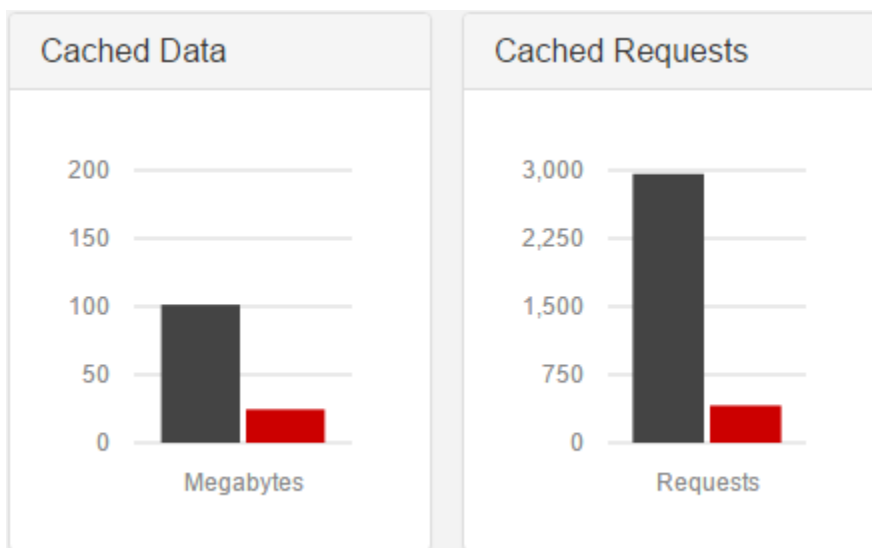 Cached Data
200
150
100
50
0
Megabytes
Cached Requests
3,000
2,250
1,500
750
0
Requests